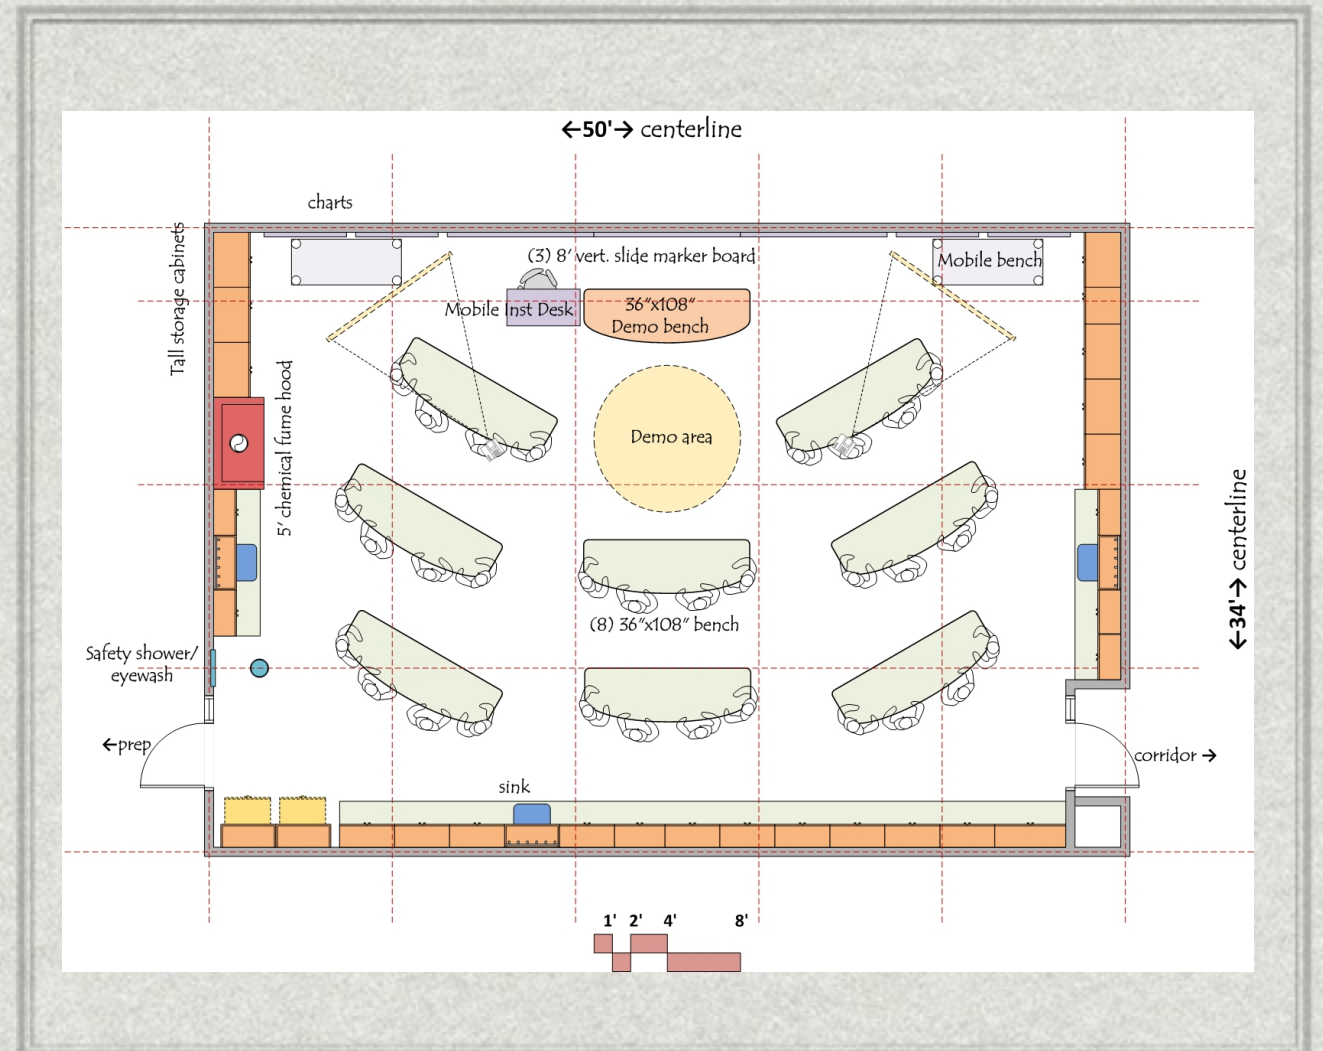 ←50'→ centerline
charts
Tall storage cabinets
(3) 8' vert. slide marker board
Mobile bench
Mobile Inst Desk
36"x108"
Demo bench
5' chemical fume hood
Demo area
←34'→ centerline
(8) 36"x108" bench
Safety shower/
eyewash
←prep
corridor →
sink
1' 2' 4' 8'